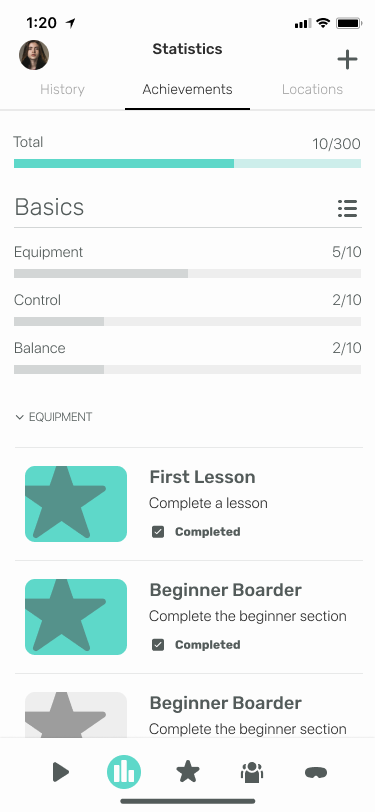 1:20
Statistics
History Achievements Locations
Total 10/300
Basics
Equipment 5/10
Control 2/10
Balance 2/10
EQUIPMENT
First Lesson
Complete a lesson
Completed
Beginner Boarder
Complete the beginner section
Completed
Beginner Boarder
Complete the beginner section